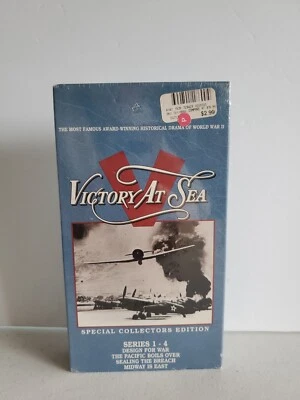 $2.99
THE MOST FAMOUS AWARD-WINNING HISTORICAL DRAMA OF WORLD WAR II
V
VICTORY AT SEA
SPECIAL COLLECTORS EDITION
SERIES 1 - 4
DESIGN FOR WAR
THE PACIFIC BOILS OVER
SEALING THE BREACH
MIDWAY IS EAST